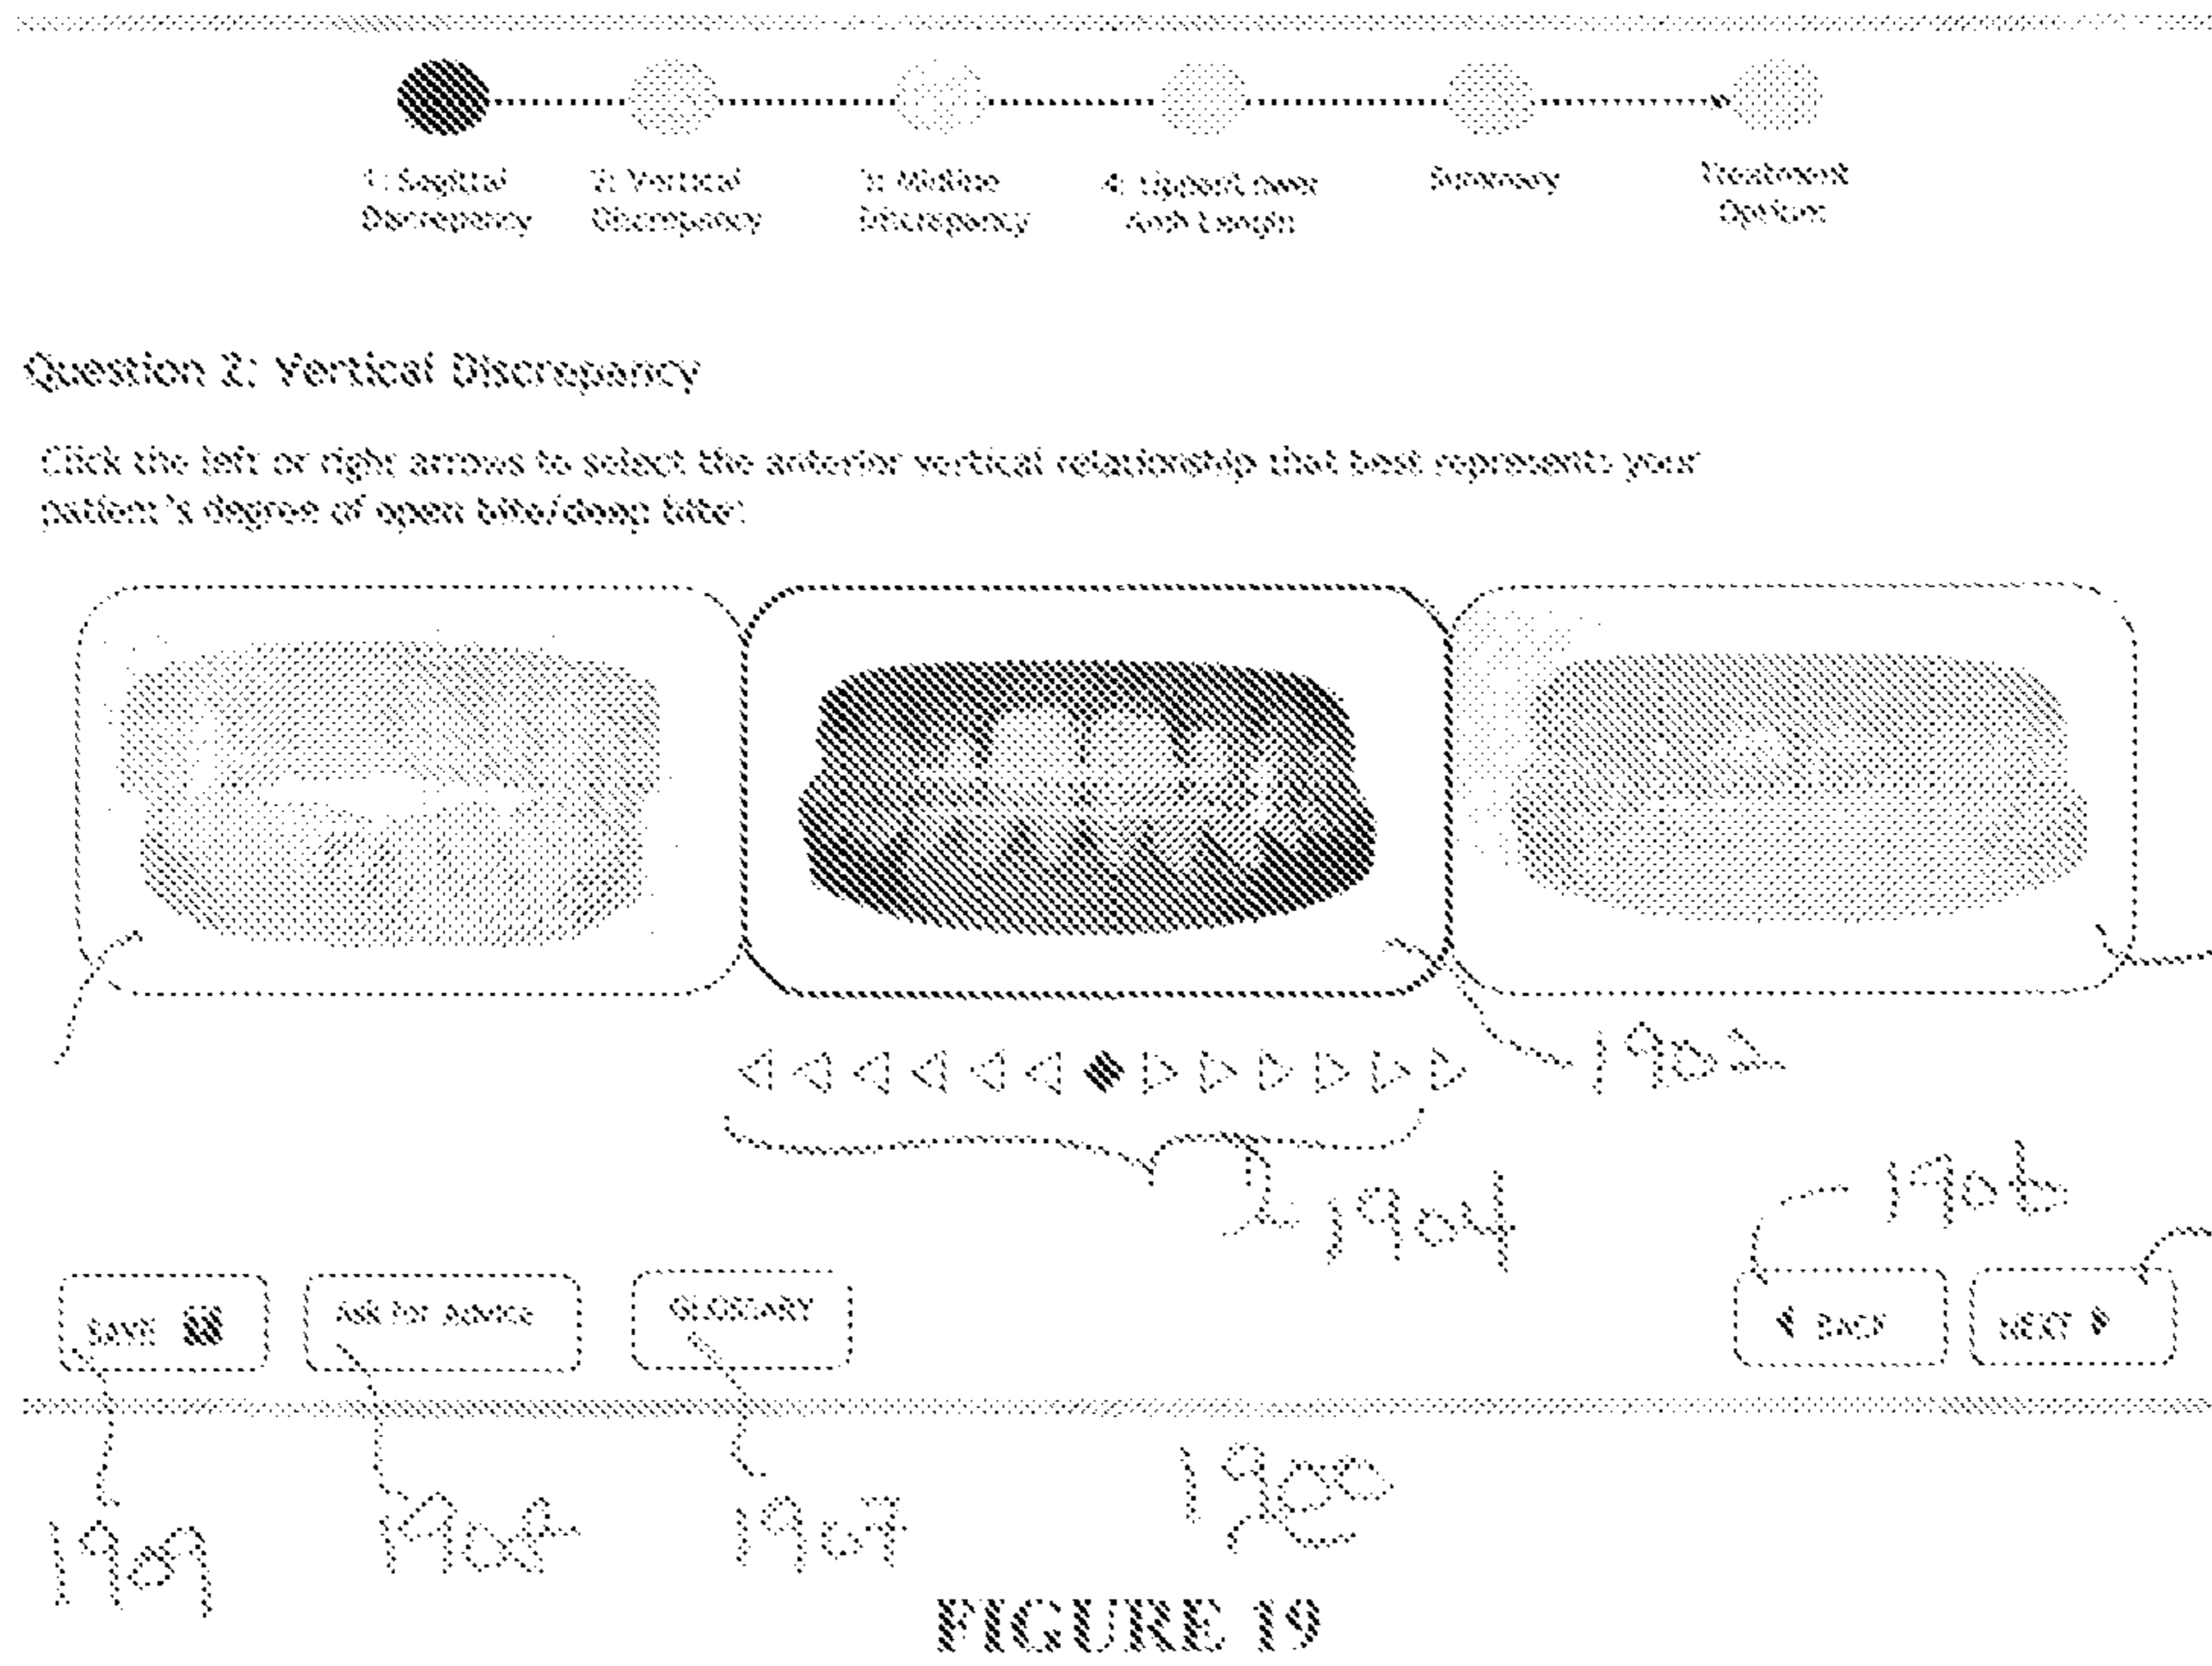 1: Sagittal
Discrepancy
2: Vertical
Discrepancy
3: Midline
Discrepancy
4: Upper/Lower
Arch Length
Summary
Treatment
Options
Question 2: Vertical Discrepancy
Click the left or right arrows to select the anterior vertical relationship that best represents your
patient's degree of open bite/deep bite:
1902
1904
1906
SAVE
Ask for Advice
GLOSSARY
BACK
NEXT
1909
1908
1907
1900
FIGURE 19